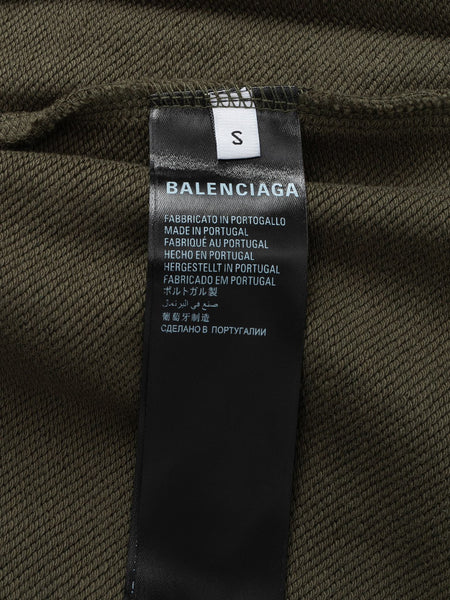 S
BALENCIAGA
FABBRICATO IN PORTOGALLO
MADE IN PORTUGAL
FABRIQUÉ AU PORTUGAL
HECHO EN PORTUGAL
HERGESTELLT IN PORTUGAL
FABRICADO EM PORTUGAL
ポルトガル製
صنع في البرتغال
葡萄牙制造
СДЕЛАНО В ПОРТУГАЛИИ